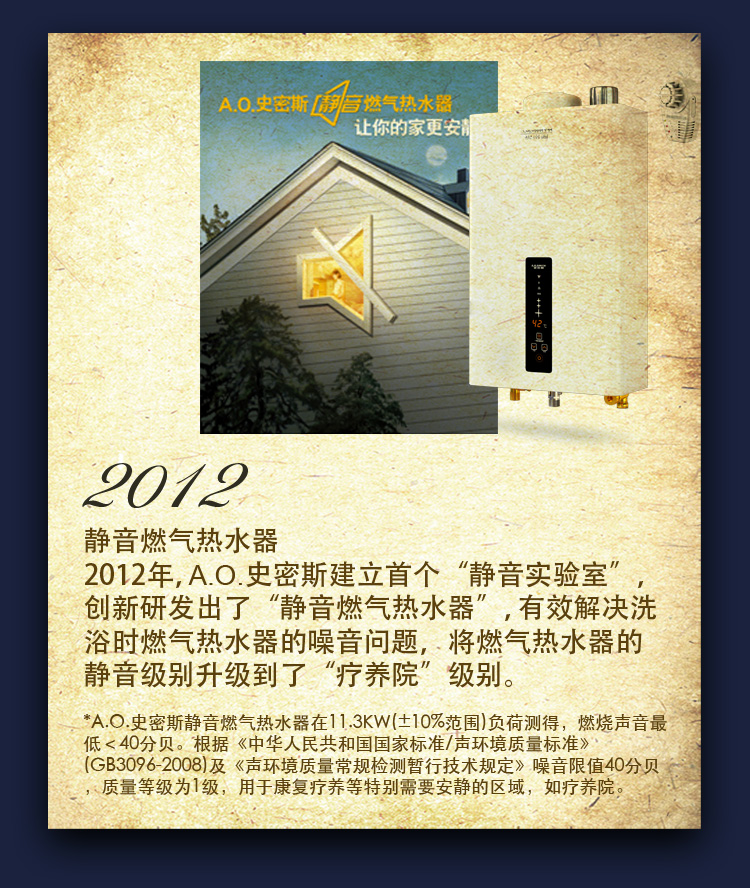 A.O.史密斯 静音 燃气热水器
让你的家更安静
42
2012
静音燃气热水器
2012年, A.O.史密斯建立首个“静音实验室”,
创新研发出了“静音燃气热水器”, 有效解决洗
浴时燃气热水器的噪音问题，将燃气热水器的
静音级别升级到了“疗养院”级别。
*A.O.史密斯静音燃气热水器在11.3KW(±10%范围)负荷测得，燃烧声音最
低＜40分贝。根据《中华人民共和国国家标准/声环境质量标准》
(GB3096-2008)及《声环境质量常规检测暂行技术规定》噪音限值40分贝
，质量等级为1级，用于康复疗养等特别需要安静的区域，如疗养院。